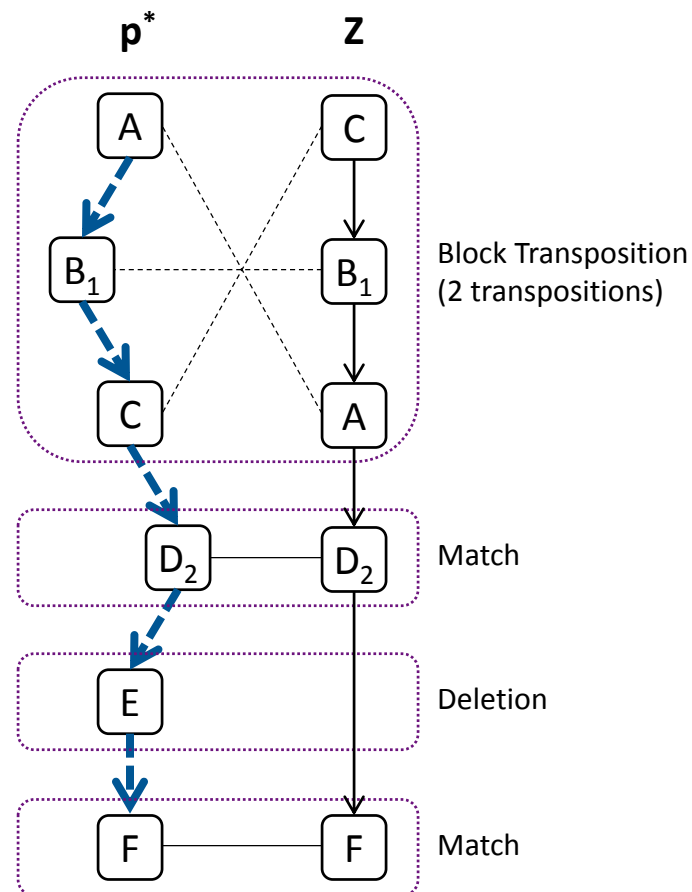 p* Z
A C
B₁ B₁
Block Transposition
(2 transpositions)
C A
D₂ D₂
Match
E
Deletion
F F
Match